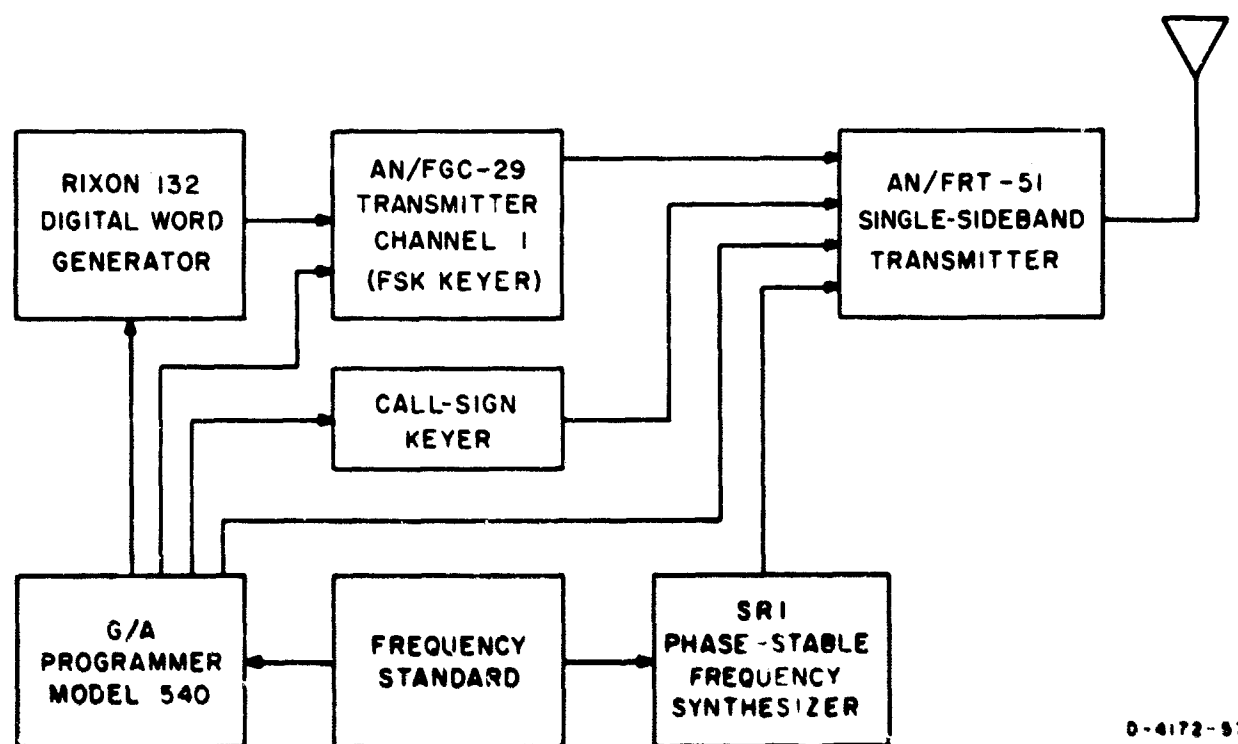 RIXON 132
DIGITAL WORD
GENERATOR
AN/FGC-29
TRANSMITTER
CHANNEL 1
(FSK KEYER)
AN/FRT-51
SINGLE-SIDEBAND
TRANSMITTER
CALL-SIGN
KEYER
G/A
PROGRAMMER
MODEL 540
FREQUENCY
STANDARD
SRI
PHASE-STABLE
FREQUENCY
SYNTHESIZER